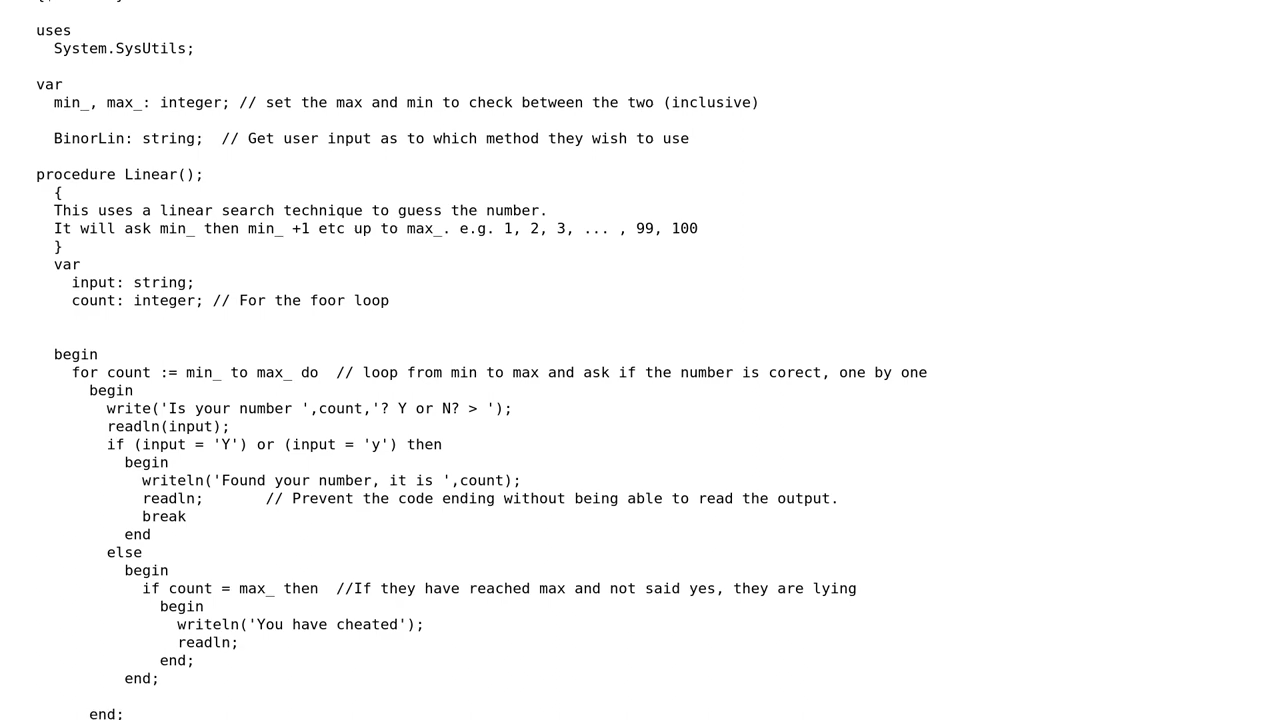 uses
System.SysUtils;
var
min_, max_: integer; // set the max and min to check between the two (inclusive)
BinorLin: string;  // Get user input as to which method they wish to use
procedure Linear();
{
This uses a linear search technique to guess the number.
It will ask min_ then min_ +1 etc up to max_. e.g. 1, 2, 3, ... , 99, 100
}
var
input: string;
count: integer; // For the foor loop
begin
for count := min_ to max_ do  // loop from min to max and ask if the number is corect, one by one
begin
write('Is your number ',count,'? Y or N? > ');
readln(input);
if (input = 'Y') or (input = 'y') then
begin
writeln('Found your number, it is ',count);
readln;       // Prevent the code ending without being able to read the output.
break
end
else
begin
if count = max_ then  //If they have reached max and not said yes, they are lying
begin
writeln('You have cheated');
readln;
end;
end;
end;